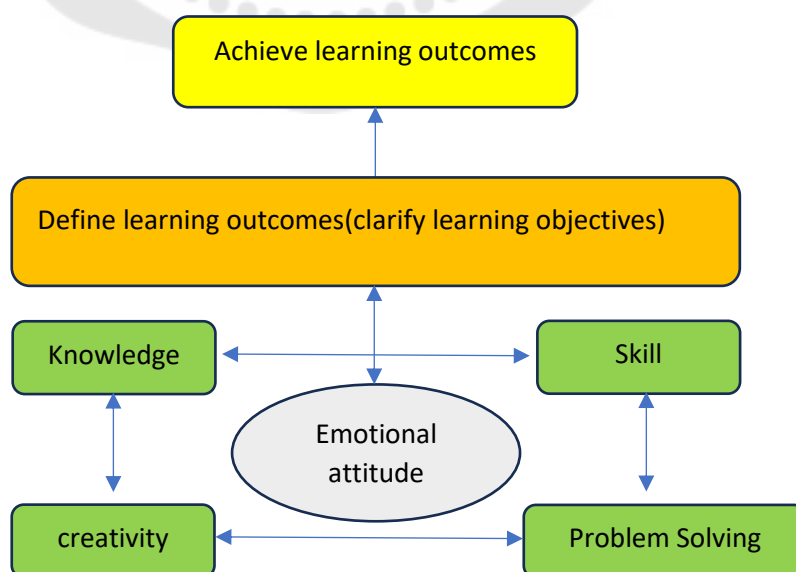 Achieve learning outcomes
Define learning outcomes(clarify learning objectives)
Knowledge
Skill
Emotional
attitude
creativity
Problem Solving